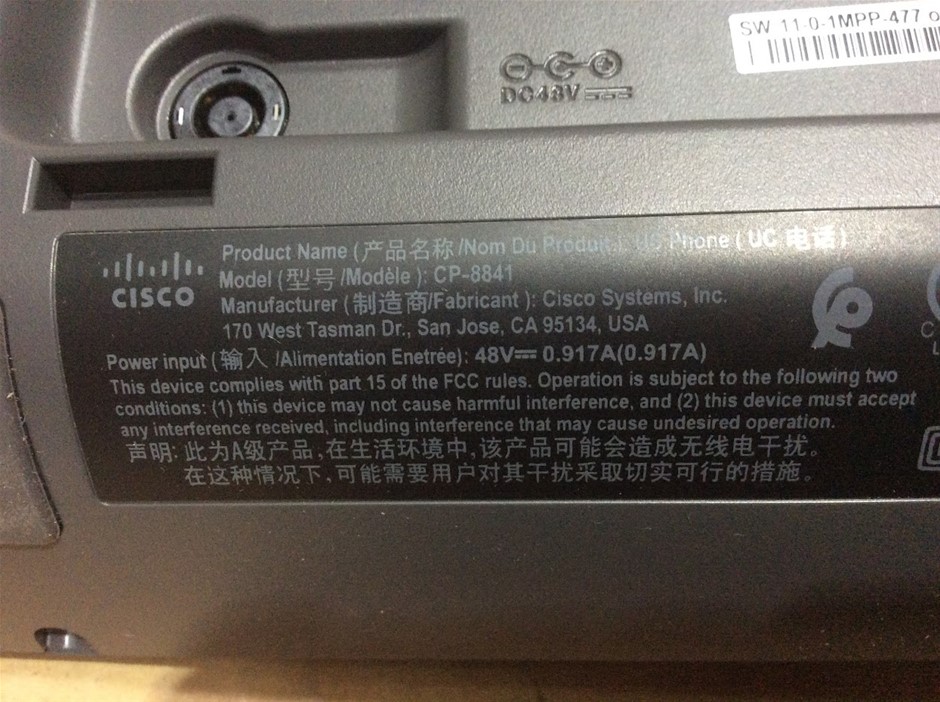 SW 11-0-1MPP-477
DC48V
CISCO
Product Name (产品名称/Nom Du Produit): UC Phone (UC 电话)
Model (型号/Modèle): CP-8841
Manufacturer (制造商/Fabricant): Cisco Systems, Inc.
170 West Tasman Dr., San Jose, CA 95134, USA
Power input (输入 /Alimentation Enetrée): 48V⎓ 0.917A(0.917A)
This device complies with part 15 of the FCC rules. Operation is subject to the following two
conditions: (1) this device may not cause harmful interference, and (2) this device must accept
any interference received, including interference that may cause undesired operation.
声明: 此为A级产品,在生活环境中,该产品可能会造成无线电干扰。
在这种情况下,可能需要用户对其干扰采取切实可行的措施。